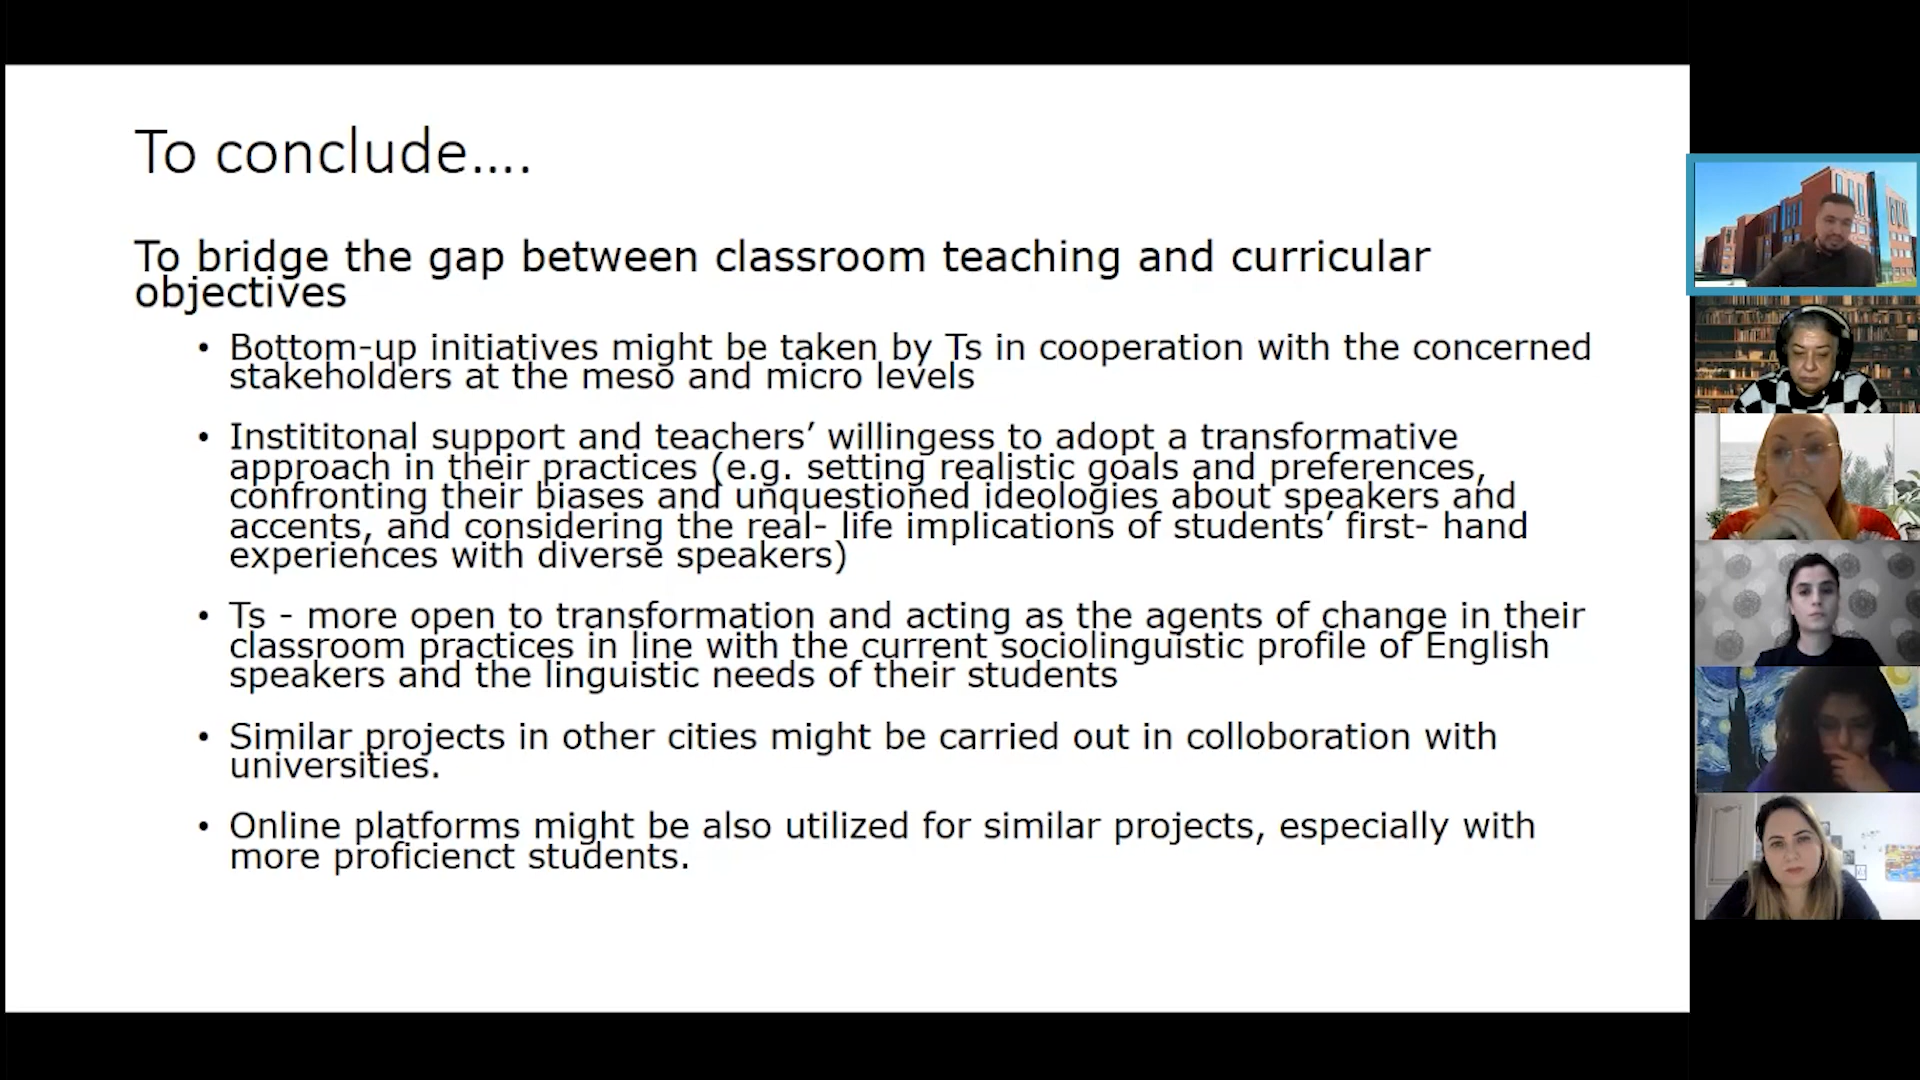 To conclude....
To bridge the gap between classroom teaching and curricular
objectives
• Bottom-up initiatives might be taken by Ts in cooperation with the concerned
stakeholders at the meso and micro levels
• Instititonal support and teachers’ willingess to adopt a transformative
approach in their practices (e.g. setting realistic goals and preferences,
confronting their biases and unquestioned ideologies about speakers and
accents, and considering the real- life implications of students’ first- hand
experiences with diverse speakers)
• Ts - more open to transformation and acting as the agents of change in their
classroom practices in line with the current sociolinguistic profile of English
speakers and the linguistic needs of their students
• Similar projects in other cities might be carried out in colloboration with
universities.
• Online platforms might be also utilized for similar projects, especially with
more proficienct students.